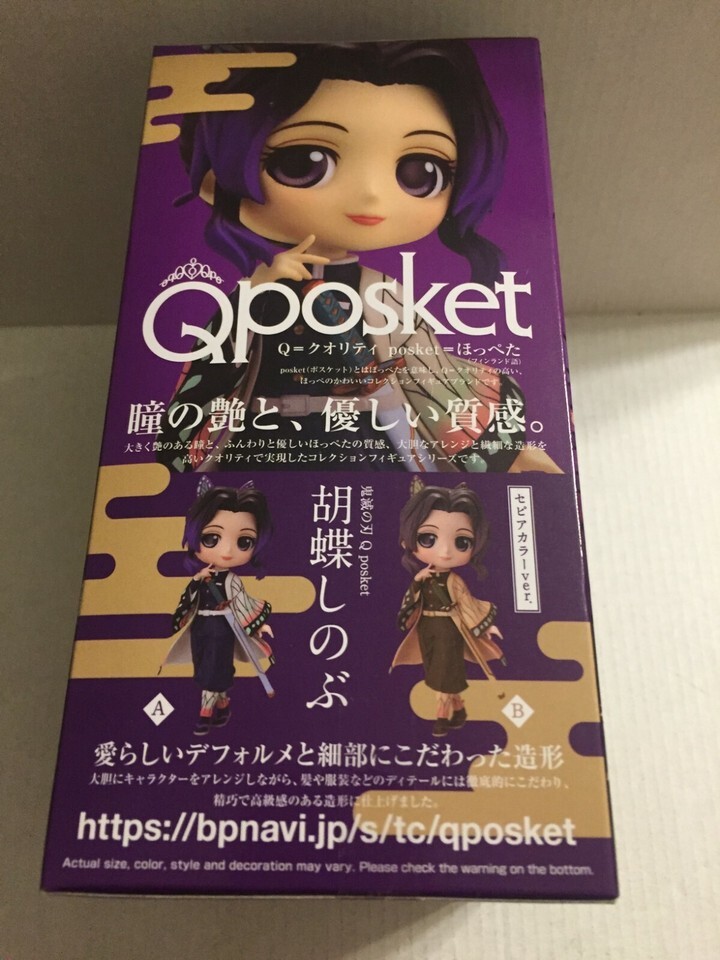 Qposket
Q=クオリティ posket=ほっぺた
(フィンランド語)
posket(ポスケット)とはほっぺたを意味し、Q=クオリティの高い、
ほっぺのかわいいコレクションフィギュアブランドです。
瞳の艶と、優しい質感。
大きく艶のある瞳と、ふんわりと優しいほっぺたの質感、大胆なアレンジと繊細な造形を
高いクオリティで実現したコレクションフィギュアシリーズです。
鬼滅の刃 Q posket
胡蝶しのぶ
セピアカラーver.
A
B
愛らしいデフォルメと細部にこだわった造形
大胆にキャラクターをアレンジしながら、髪や服装などのディテールには徹底的にこだわり、
精巧で高級感のある造形に仕上げました。
https://bpnavi.jp/s/tc/qposket
Actual size, color, style and decoration may vary. Please check the warning on the bottom.